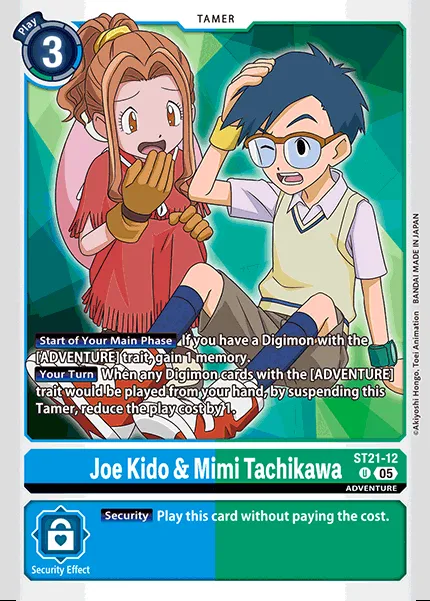 TAMER
Play
3
Start of Your Main Phase If you have a Digimon with the
[ADVENTURE] trait, gain 1 memory.
Your Turn When any Digimon cards with the [ADVENTURE]
trait would be played from your hand, by suspending this
Tamer, reduce the play cost by 1.
©Akiyoshi Hongo, Toei Animation BANDAI MADE IN JAPAN
Joe Kido & Mimi Tachikawa
ST21-12
U 05
ADVENTURE
Security Play this card without paying the cost.
Security Effect